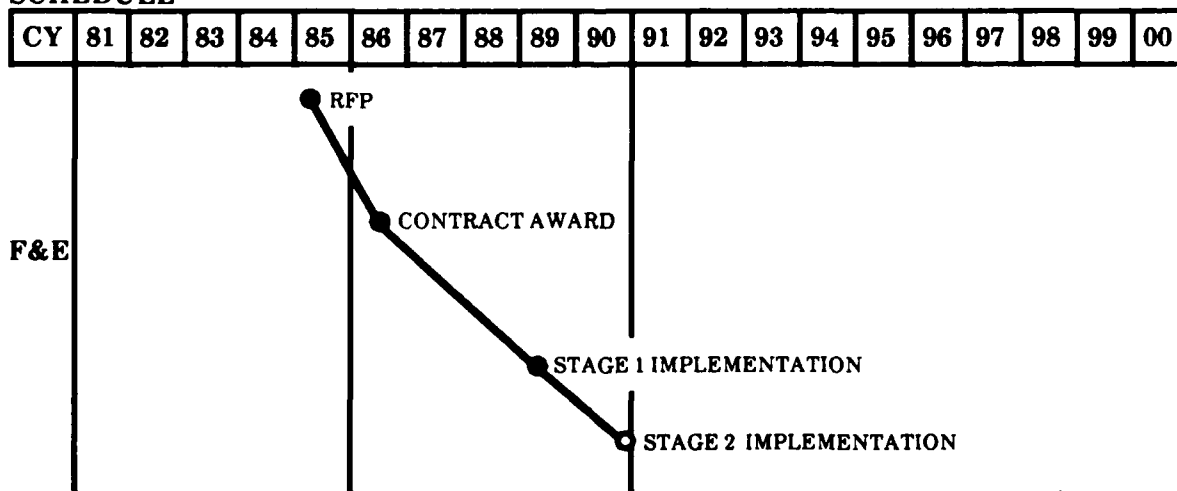 SCHEDULE
CY 81 82 83 84 85 86 87 88 89 90 91 92 93 94 95 96 97 98 99 00
RFP
CONTRACT AWARD
F&E
STAGE 1 IMPLEMENTATION
STAGE 2 IMPLEMENTATION